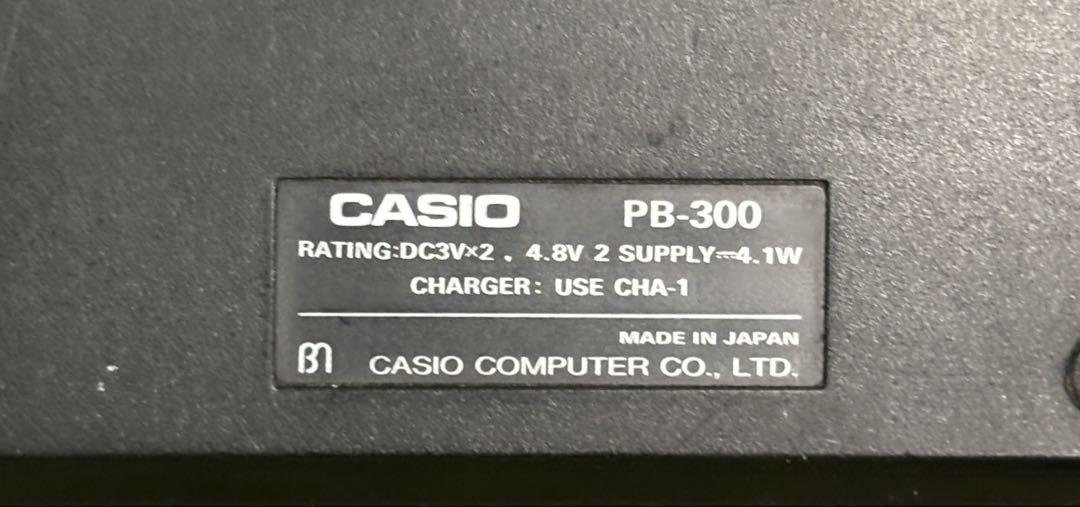 CASIO PB-300
RATING:DC3V×2 , 4.8V 2 SUPPLY⎓4.1W
CHARGER: USE CHA-1
MADE IN JAPAN
CASIO COMPUTER CO., LTD.